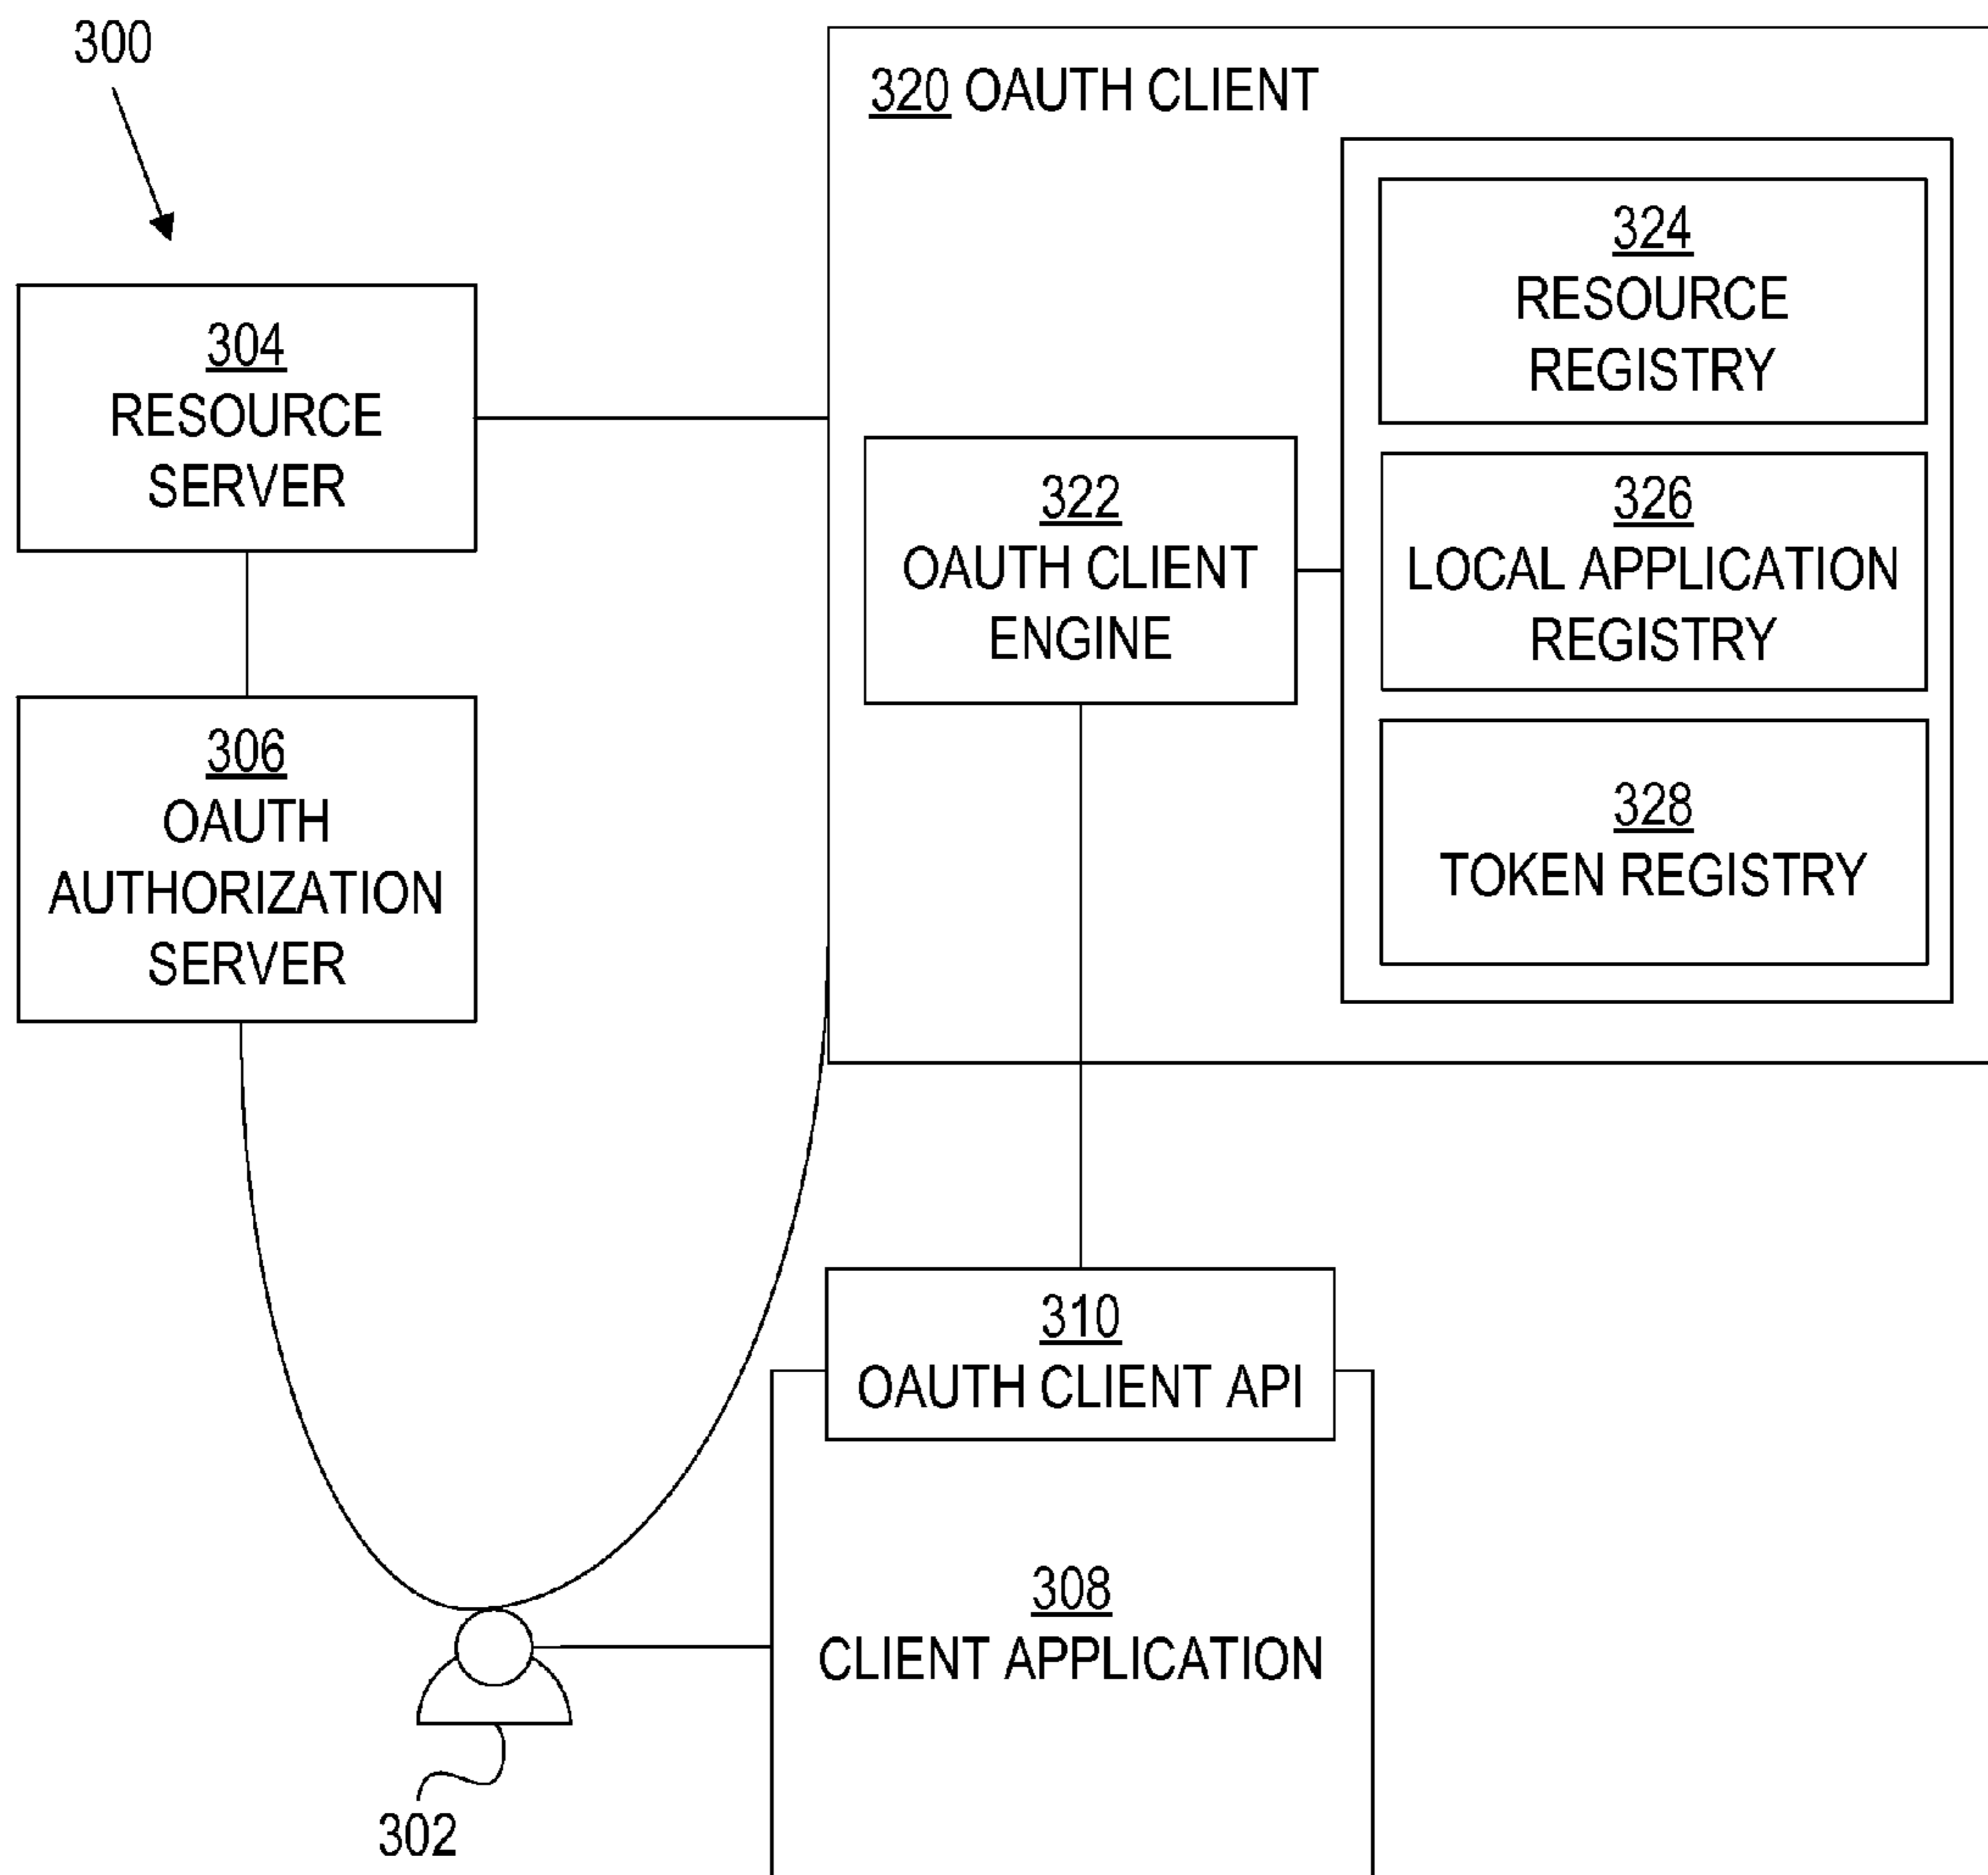 300
320 OAUTH CLIENT
324
RESOURCE
REGISTRY
304
RESOURCE
SERVER
322
OAUTH CLIENT
ENGINE
326
LOCAL APPLICATION
REGISTRY
306
OAUTH
AUTHORIZATION
SERVER
328
TOKEN REGISTRY
310
OAUTH CLIENT API
308
CLIENT APPLICATION
302